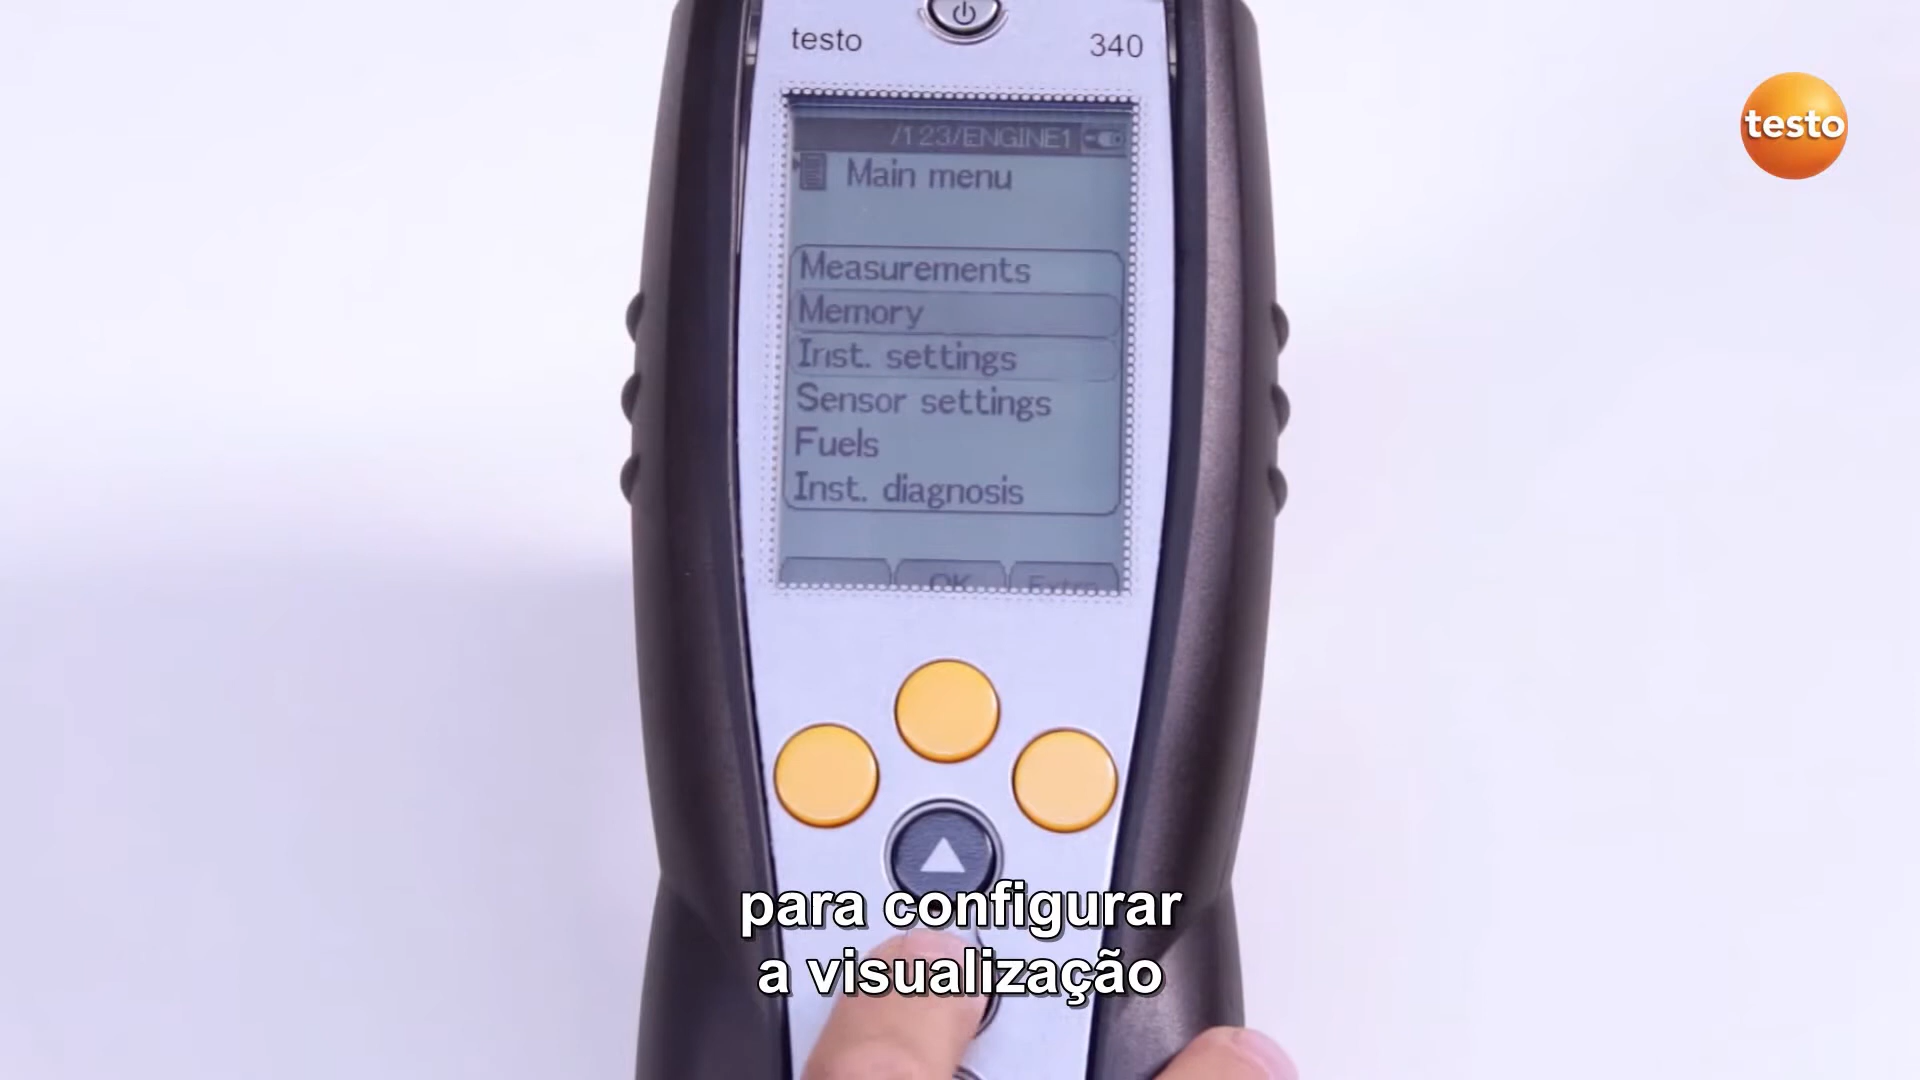 testo 340
testo
/123/ENGINE1
Main menu
Measurements
Memory
Inst. settings
Sensor settings
Fuels
Inst. diagnosis
OK Extra
para configurar
a visualização